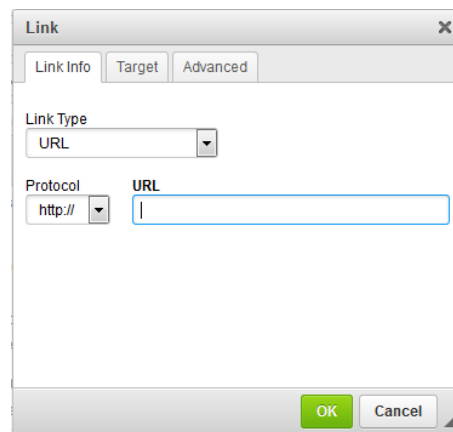 Link
Link Info Target Advanced
Link Type
URL
Protocol URL
http://
OK Cancel